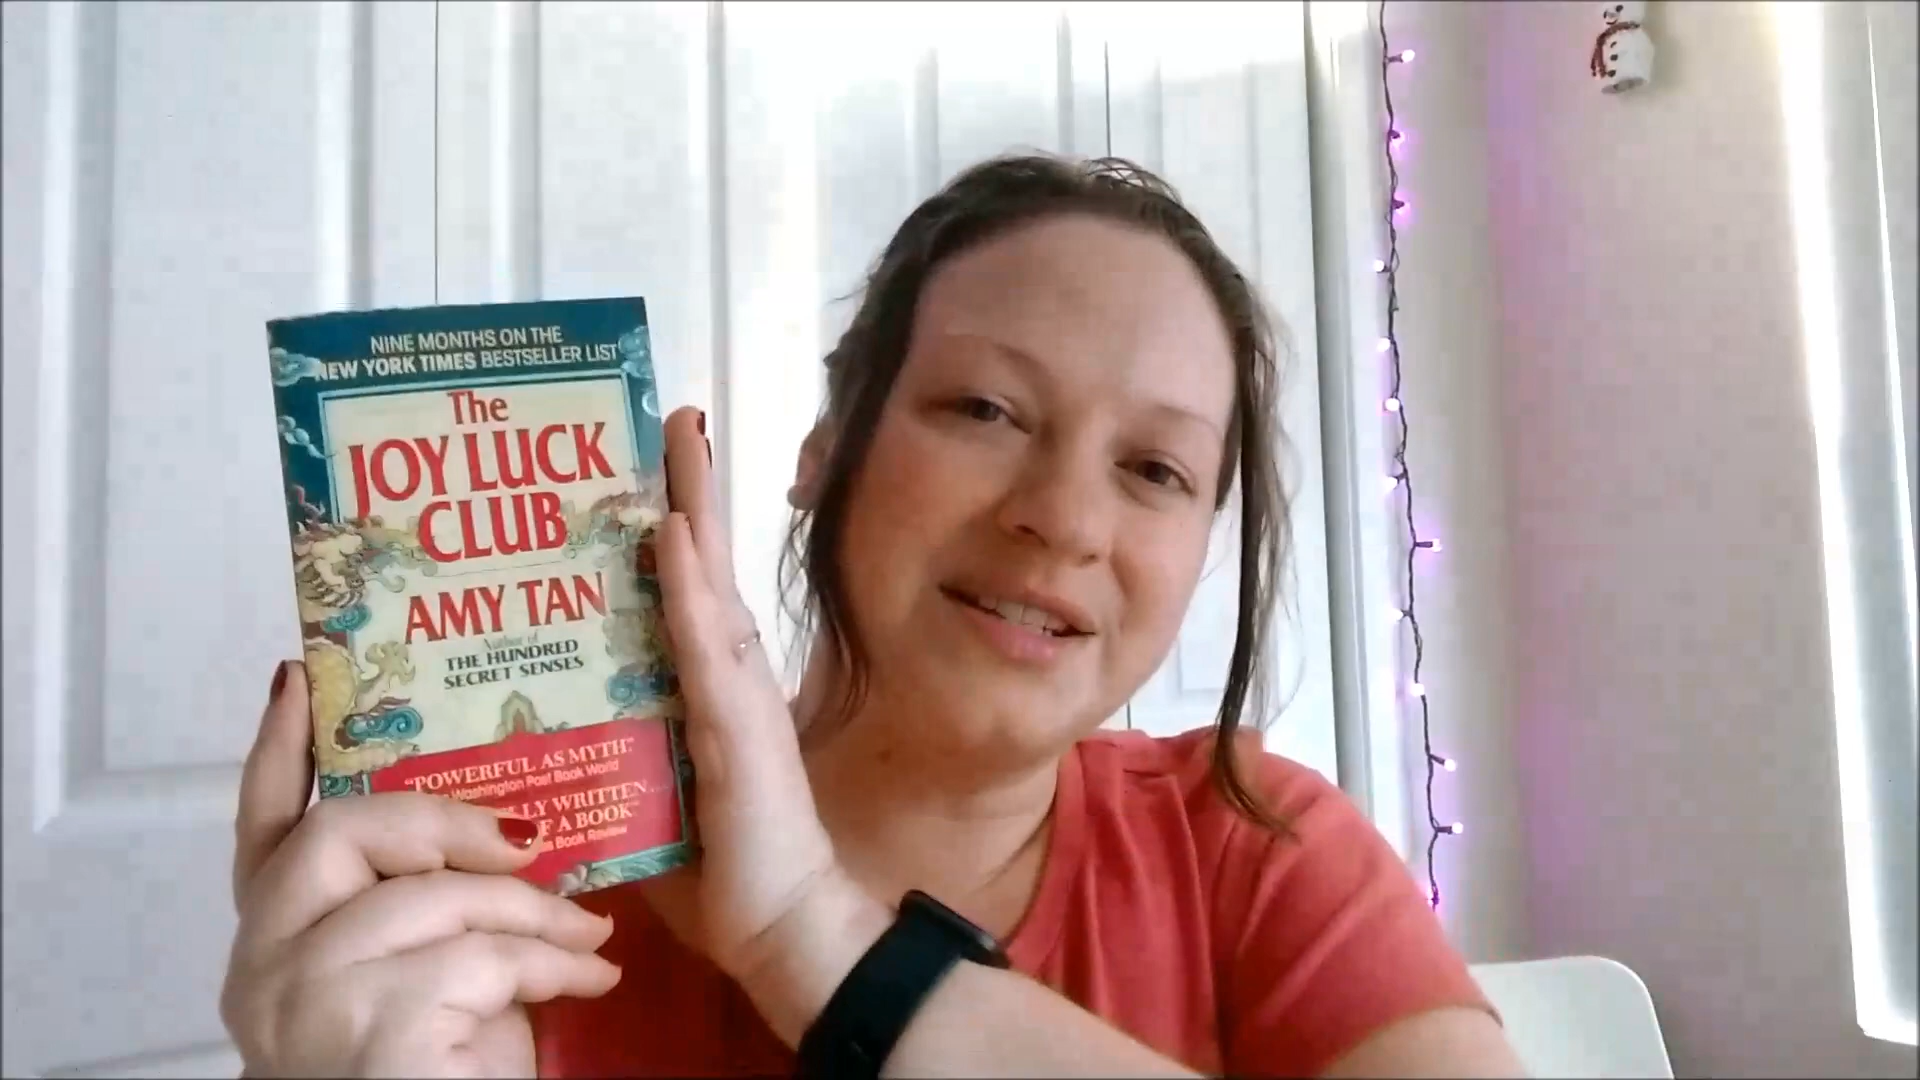 NINE MONTHS ON THE
NEW YORK TIMES BESTSELLER LIST
The
JOY LUCK
CLUB
AMY TAN
Author of
THE HUNDRED
SECRET SENSES
"POWERFUL AS MYTH."
Washington Post Book World
WRITTEN...
A BOOK"
Book Review